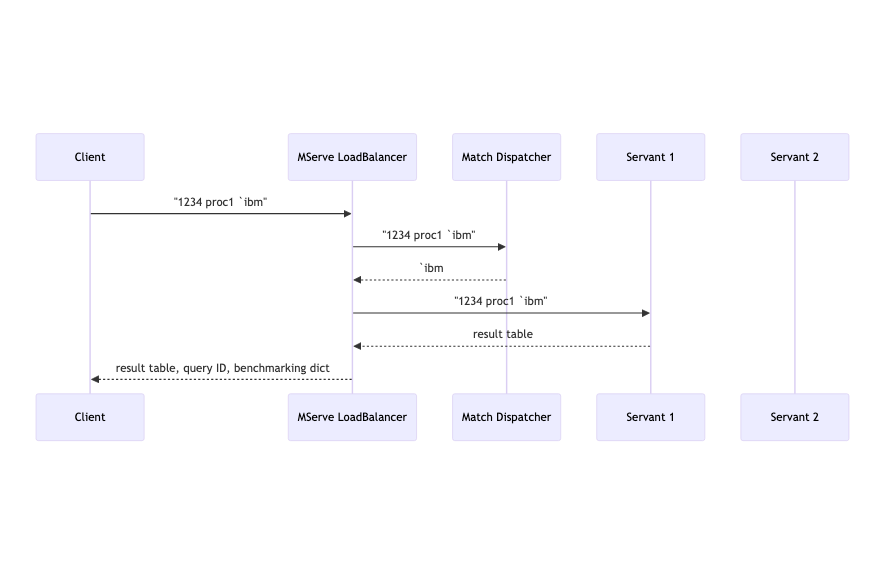 Client
MServe LoadBalancer
Match Dispatcher
Servant 1
Servant 2
"1234 proc1 `ibm"
"1234 proc1 `ibm"
`ibm
"1234 proc1 `ibm"
result table
result table, query ID, benchmarking dict
Client
MServe LoadBalancer
Match Dispatcher
Servant 1
Servant 2